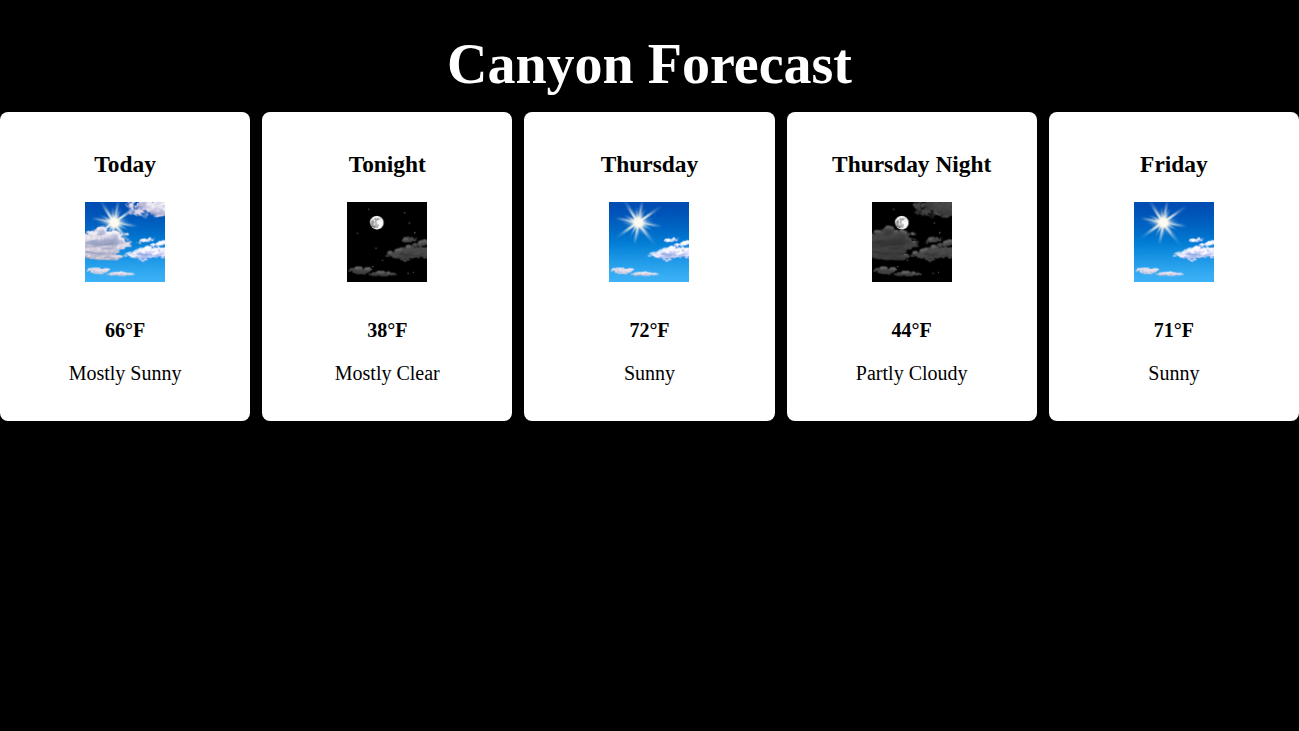 Canyon Forecast
Today
66°F
Mostly Sunny
Tonight
38°F
Mostly Clear
Thursday
72°F
Sunny
Thursday Night
44°F
Partly Cloudy
Friday
71°F
Sunny